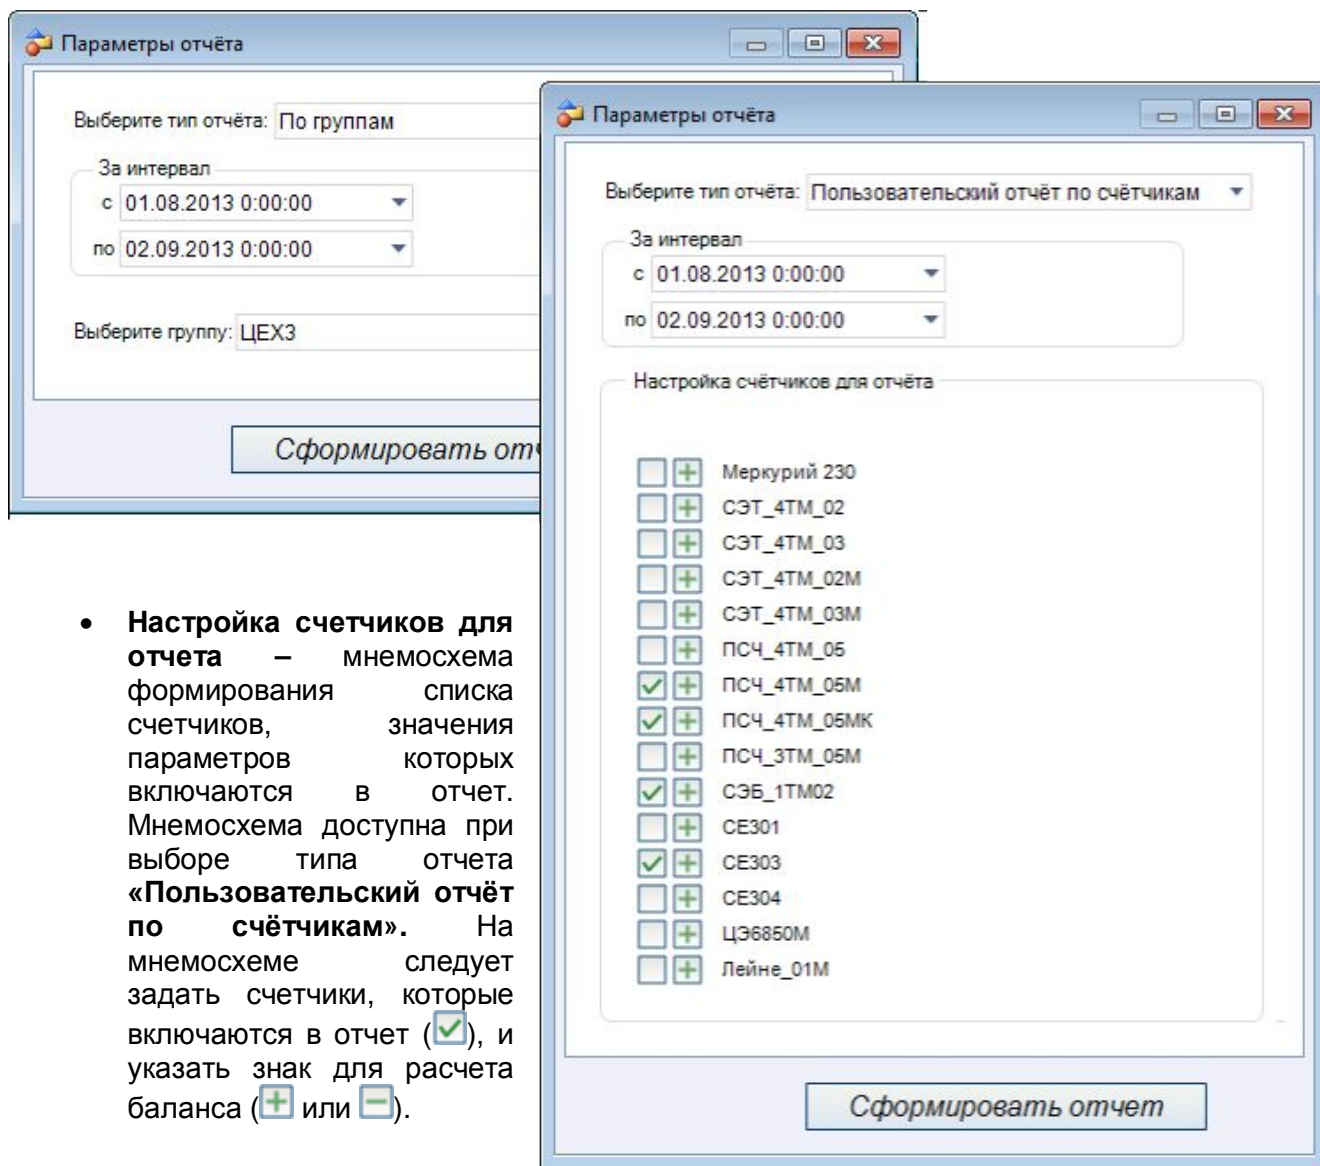 Параметры отчёта
Выберите тип отчёта: По группам
За интервал
с 01.08.2013 0:00:00
по 02.09.2013 0:00:00
Выберите группу: ЦЕХ3
Сформировать отч
Параметры отчёта
Выберите тип отчёта: Пользовательский отчёт по счётчикам
За интервал
с 01.08.2013 0:00:00
по 02.09.2013 0:00:00
Настройка счётчиков для отчёта
Меркурий 230
СЭТ_4ТМ_02
СЭТ_4ТМ_03
СЭТ_4ТМ_02М
СЭТ_4ТМ_03М
ПСЧ_4ТМ_05
ПСЧ_4ТМ_05М
ПСЧ_4ТМ_05МК
ПСЧ_3ТМ_05М
СЭБ_1ТМ02
СЕ301
СЕ303
СЕ304
ЦЭ6850М
Лейне_01М
Сформировать отчет
• Настройка счетчиков для
отчета – мнемосхема
формирования списка
счетчиков, значения
параметров которых
включаются в отчет.
Мнемосхема доступна при
выборе типа отчета
«Пользовательский отчёт
по счётчикам». На
мнемосхеме следует
задать счетчики, которые
включаются в отчет (✓), и
указать знак для расчета
баланса (+ или −).